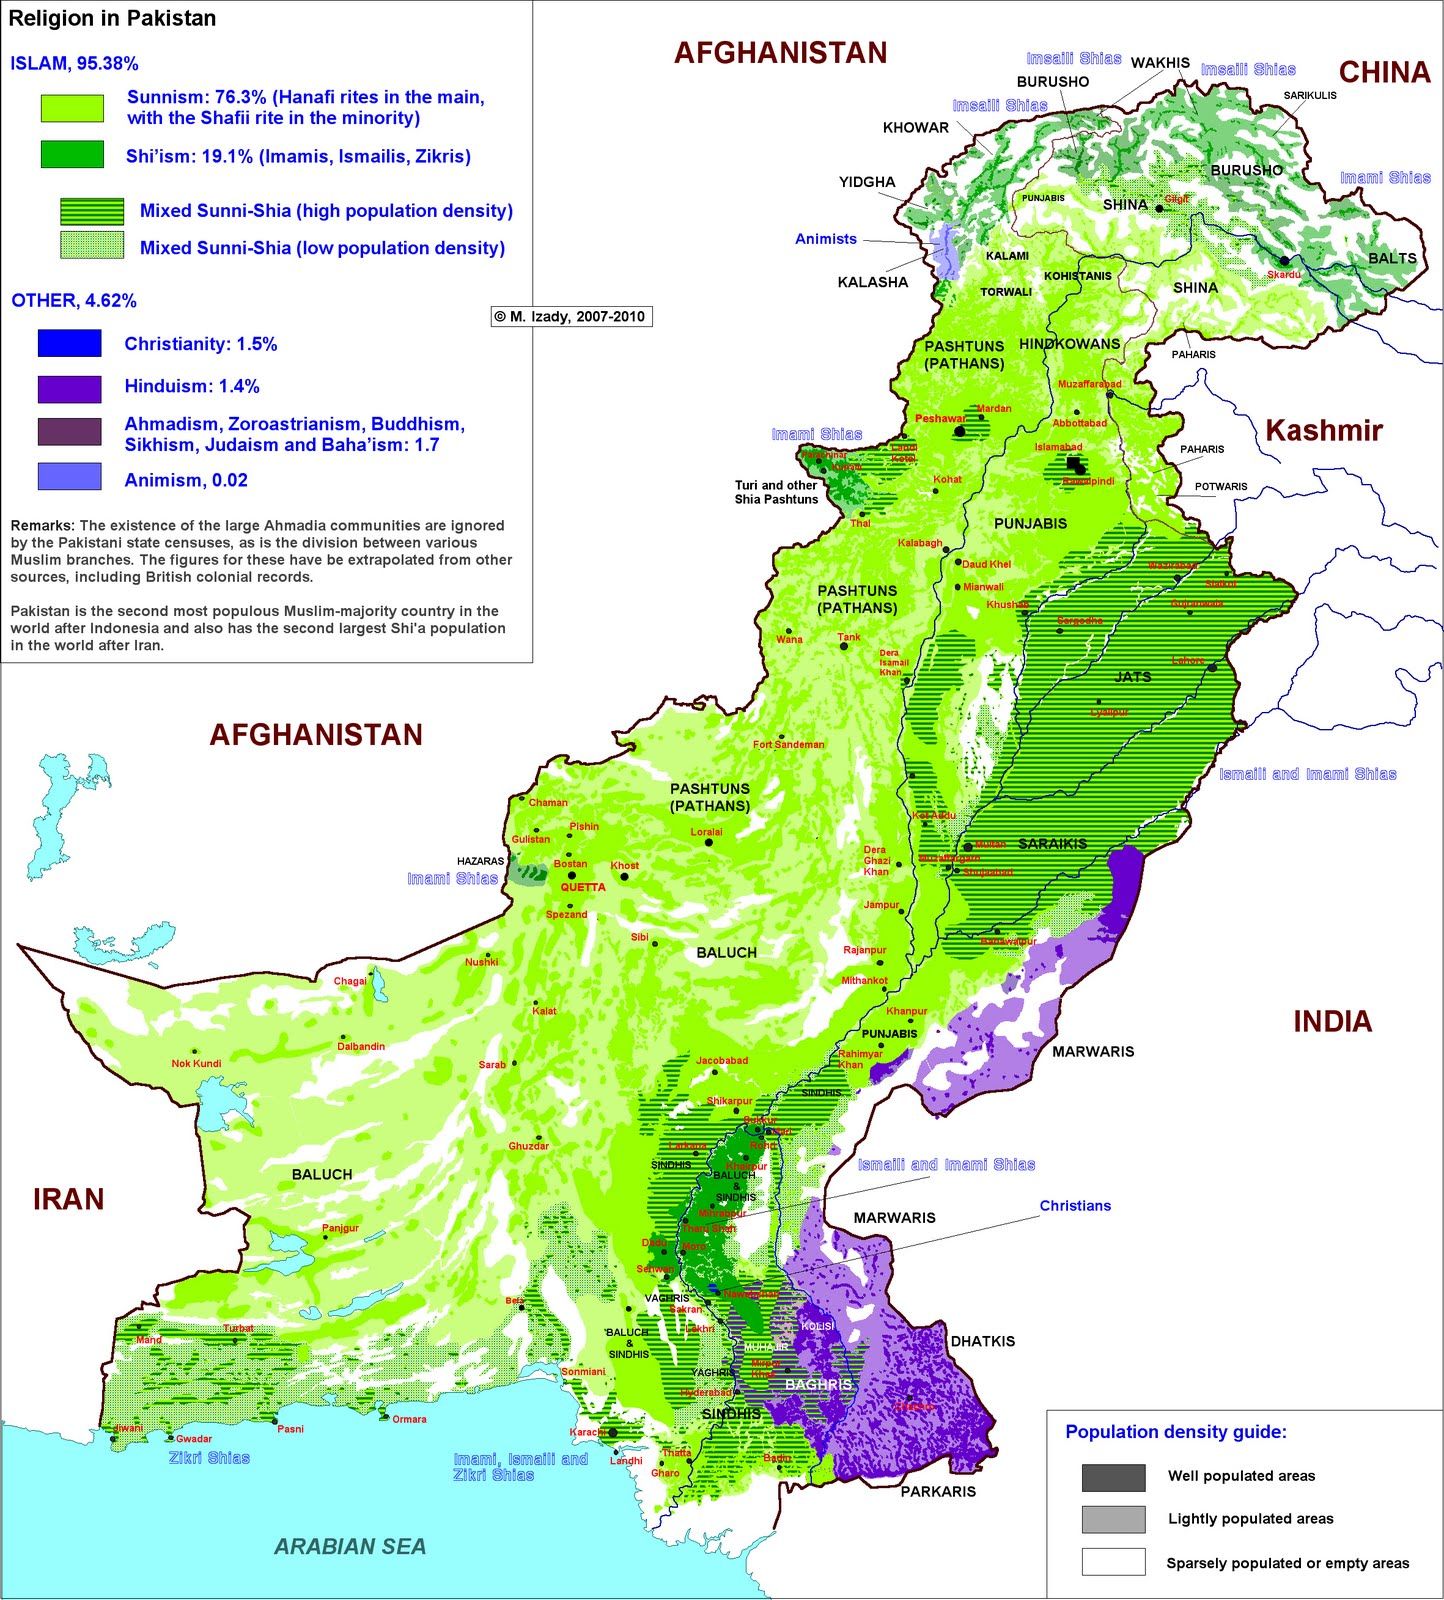 Religion in Pakistan
ISLAM, 95.38%
Sunnism: 76.3% (Hanafi rites in the main,
with the Shafii rite in the minority)
Shi'ism: 19.1% (Imamis, Ismailis, Zikris)
Mixed Sunni-Shia (high population density)
Mixed Sunni-Shia (low population density)
OTHER, 4.62%
Christianity: 1.5%
Hinduism: 1.4%
Ahmadism, Zoroastrianism, Buddhism,
Sikhism, Judaism and Baha'ism: 1.7
Animism, 0.02
Remarks: The existence of the large Ahmadia communities are ignored
by the Pakistani state censuses, as is the division between various
Muslim branches. The figures for these have be extrapolated from other
sources, including British colonial records.
Pakistan is the second most populous Muslim-majority country in the
world after Indonesia and also has the second largest Shi'a population
in the world after Iran.
© M. Izady, 2007-2010
AFGHANISTAN
CHINA
Imsaili Shias
WAKHIS
Imsaili Shias
BURUSHO
SARIKULIS
Imsaili Shias
KHOWAR
YIDGHA
BURUSHO
Imami Shias
PUNJABIS
SHINA
Gilgit
Animists
KALAMI
BALTS
KALASHA
KOHISTANIS
Skardu
TORWALI
SHINA
PASHTUNS
(PATHANS)
HINDKOWANS
PAHARIS
Muzaffarabad
Mardan
Peshawar
Abbottabad
Kashmir
Imami Shias
Landi
Kotal
Islamabad
PAHARIS
Parachinar
Rawalpindi
Turi and other
Shia Pashtuns
Kohat
POTWARIS
Thal
PUNJABIS
Kalabagh
Daud Khel
Wazirabad
Sialkot
PASHTUNS
(PATHANS)
Mianwali
Khushab
Gujranwala
Sargodha
Wana
Tank
Dera
Isamail
Khan
Lahore
JATS
Lyallpur
AFGHANISTAN
Fort Sandeman
Ismaili and Imami Shias
PASHTUNS
(PATHANS)
Chaman
Kot Addu
Pishin
Gulistan
Loralai
Multan
SARAIKIS
HAZARAS
Imami Shias
Bostan
Khost
Dera
Ghazi
Khan
Muzaffargarh
Shujaabad
QUETTA
Spezand
Jampur
Sibi
Bahawalpur
BALUCH
Rajanpur
Nushki
Chagai
Mithankot
Kalat
Khanpur
INDIA
PUNJABIS
Dalbandin
Nok Kundi
Sarab
Jacobabad
Rahimyar
Khan
MARWARIS
SINDHIS
Shikarpur
Sukkur
Rohri
Ghuzdar
Larkana
SINDHIS
Khairpur
BALUCH
&
SINDHIS
Ismaili and Imami Shias
BALUCH
IRAN
Mihrabpur
Christians
MARWARIS
Panjgur
Tharu Shah
Dadu
Moro
Sehwan
Nawabshah
VAGHRIS
Sakran
Bela
Lakhri
KOLISI
Turbat
Mand
BALUCH
&
SINDHIS
MUHAJIR
DHATKIS
Sonmiani
YAGHRIS
Mirpur
Khas
BAGHRIS
Hyderabad
SINDHIS
Jiwani
Gwadar
Pasni
Ormara
Karachi
Zikri Shias
Imami, Ismaili and
Zikri Shias
Landhi
Thatta
Gharo
Badin
PARKARIS
ARABIAN SEA
Population density guide:
Well populated areas
Lightly populated areas
Sparsely populated or empty areas